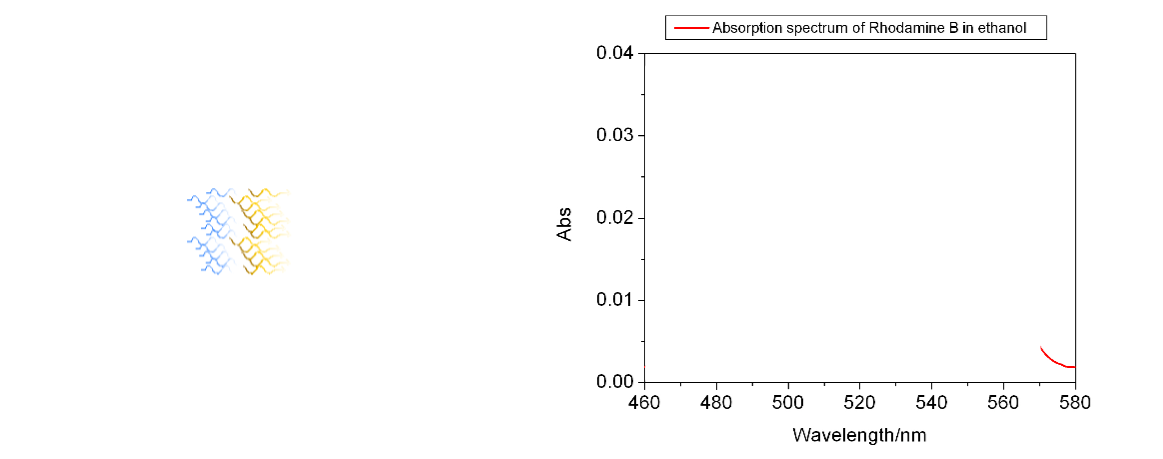 Absorption spectrum of Rhodamine B in ethanol
0.04
0.03
0.02
0.01
0.00
Abs
460 480 500 520 540 560 580
Wavelength/nm